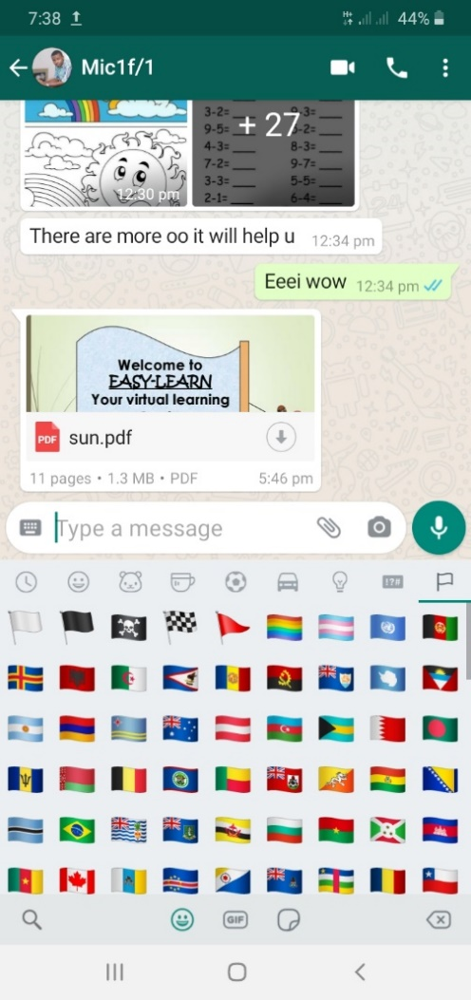 7:38 H+ 44%
Mic1f/1
3-2= 9-3=
9-5= + 27 2-2=
4-3= 8-3=
7-2= 9-7=
3-3= 5-5=
2-1= 6-4=
12:30 pm
There are more oo it will help u 12:34 pm
Eeei wow 12:34 pm
Welcome to
EASY-LEARN
Your virtual learning
PDF sun.pdf
11 pages • 1.3 MB • PDF 5:46 pm
Type a message
!?#
GIF